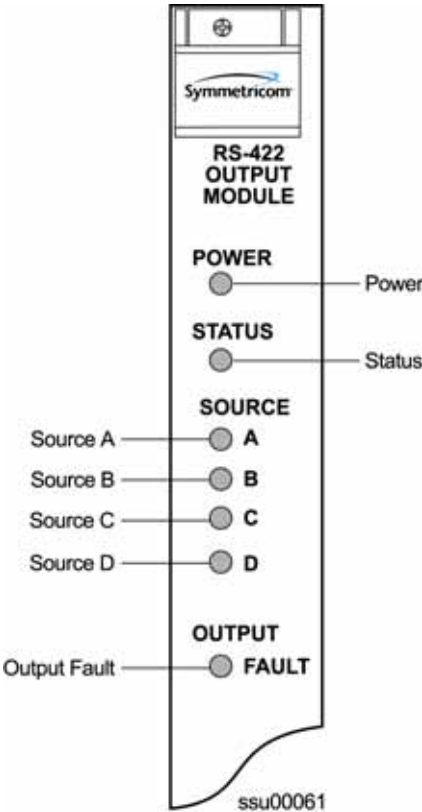 Symmetricom
RS-422
OUTPUT
MODULE
POWER
Power
STATUS
Status
SOURCE
Source A
A
Source B
B
Source C
C
Source D
D
OUTPUT
Output Fault
FAULT
ssu00061